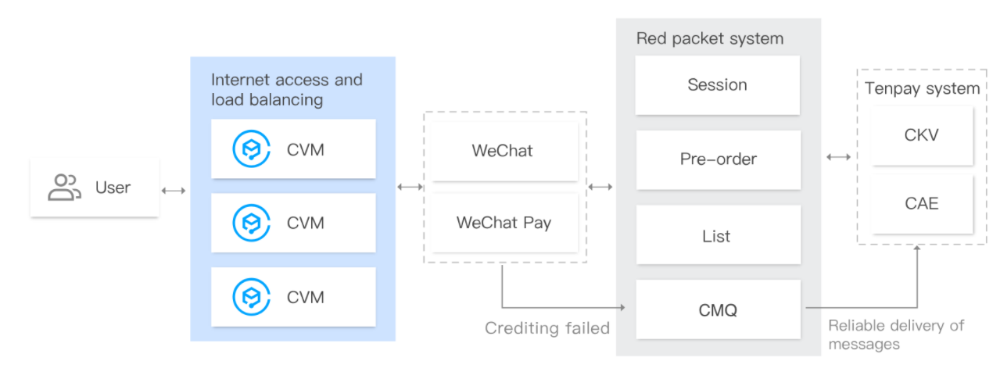 User
Internet access and
load balancing
CVM
CVM
CVM
WeChat
WeChat Pay
Crediting failed
Red packet system
Session
Pre-order
List
CMQ
Tenpay system
CKV
CAE
Reliable delivery of
messages